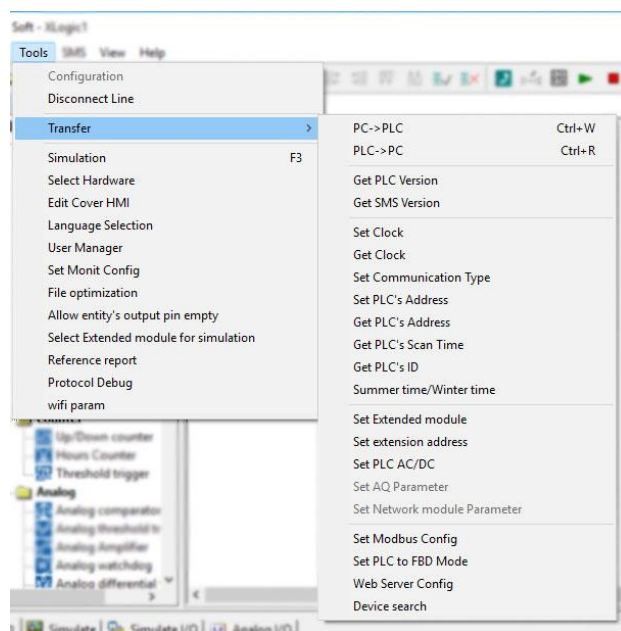 Soft - XLogic1
Tools SMS View Help
Configuration
Disconnect Line
Transfer >
Simulation F3
Select Hardware
Edit Cover HMI
Language Selection
User Manager
Set Monit Config
File optimization
Allow entity's output pin empty
Select Extended module for simulation
Reference report
Protocol Debug
wifi param
PC->PLC Ctrl+W
PLC->PC Ctrl+R
Get PLC Version
Get SMS Version
Set Clock
Get Clock
Set Communication Type
Set PLC's Address
Get PLC's Address
Get PLC's Scan Time
Get PLC's ID
Summer time/Winter time
Set Extended module
Set extension address
Set PLC AC/DC
Set AQ Parameter
Set Network module Parameter
Set Modbus Config
Set PLC to FBD Mode
Web Server Config
Device search
Counter
Up/Down counter
Hours Counter
Threshold trigger
Analog
Analog comparator
Analog threshold tr
Analog Amplifier
Analog watchdog
Analog differential
Simulate
Simulate I/O
Analog I/O